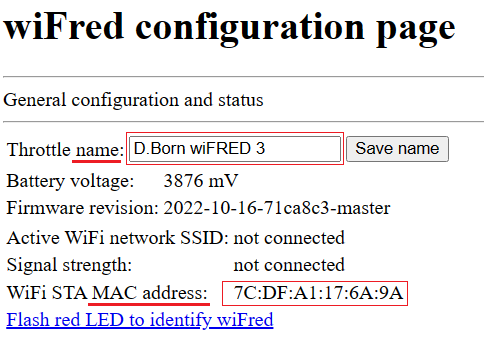 wiFred configuration page
General configuration and status
Throttle name: D.Born wiFRED 3 Save name
Battery voltage: 3876 mV
Firmware revision: 2022-10-16-71ca8c3-master
Active WiFi network SSID: not connected
Signal strength: not connected
WiFi STA MAC address: 7C:DF:A1:17:6A:9A
Flash red LED to identify wiFred